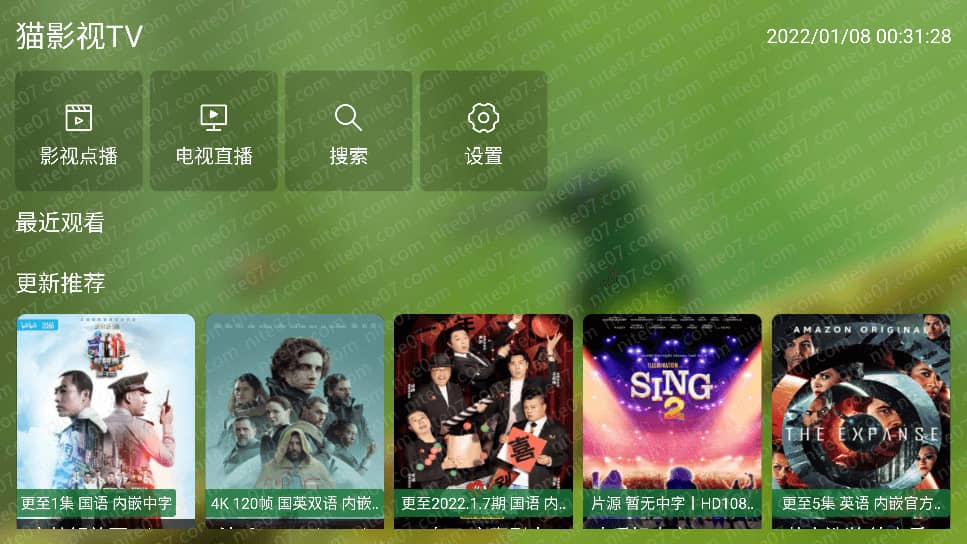 猫影视TV
2022/01/08 00:31:28
影视点播
电视直播
搜索
设置
最近观看
更新推荐
更至1集 国语 内嵌中字
4K 120帧 国英双语 内嵌..
更至2022.1.7期 国语 内..
片源 暂无中字丨HD108..
更至5集 英语 内嵌官方..
喜
ILLUMINATION
SING
2
AMAZON ORIGINAL
THE EXPANSE
nite07.com